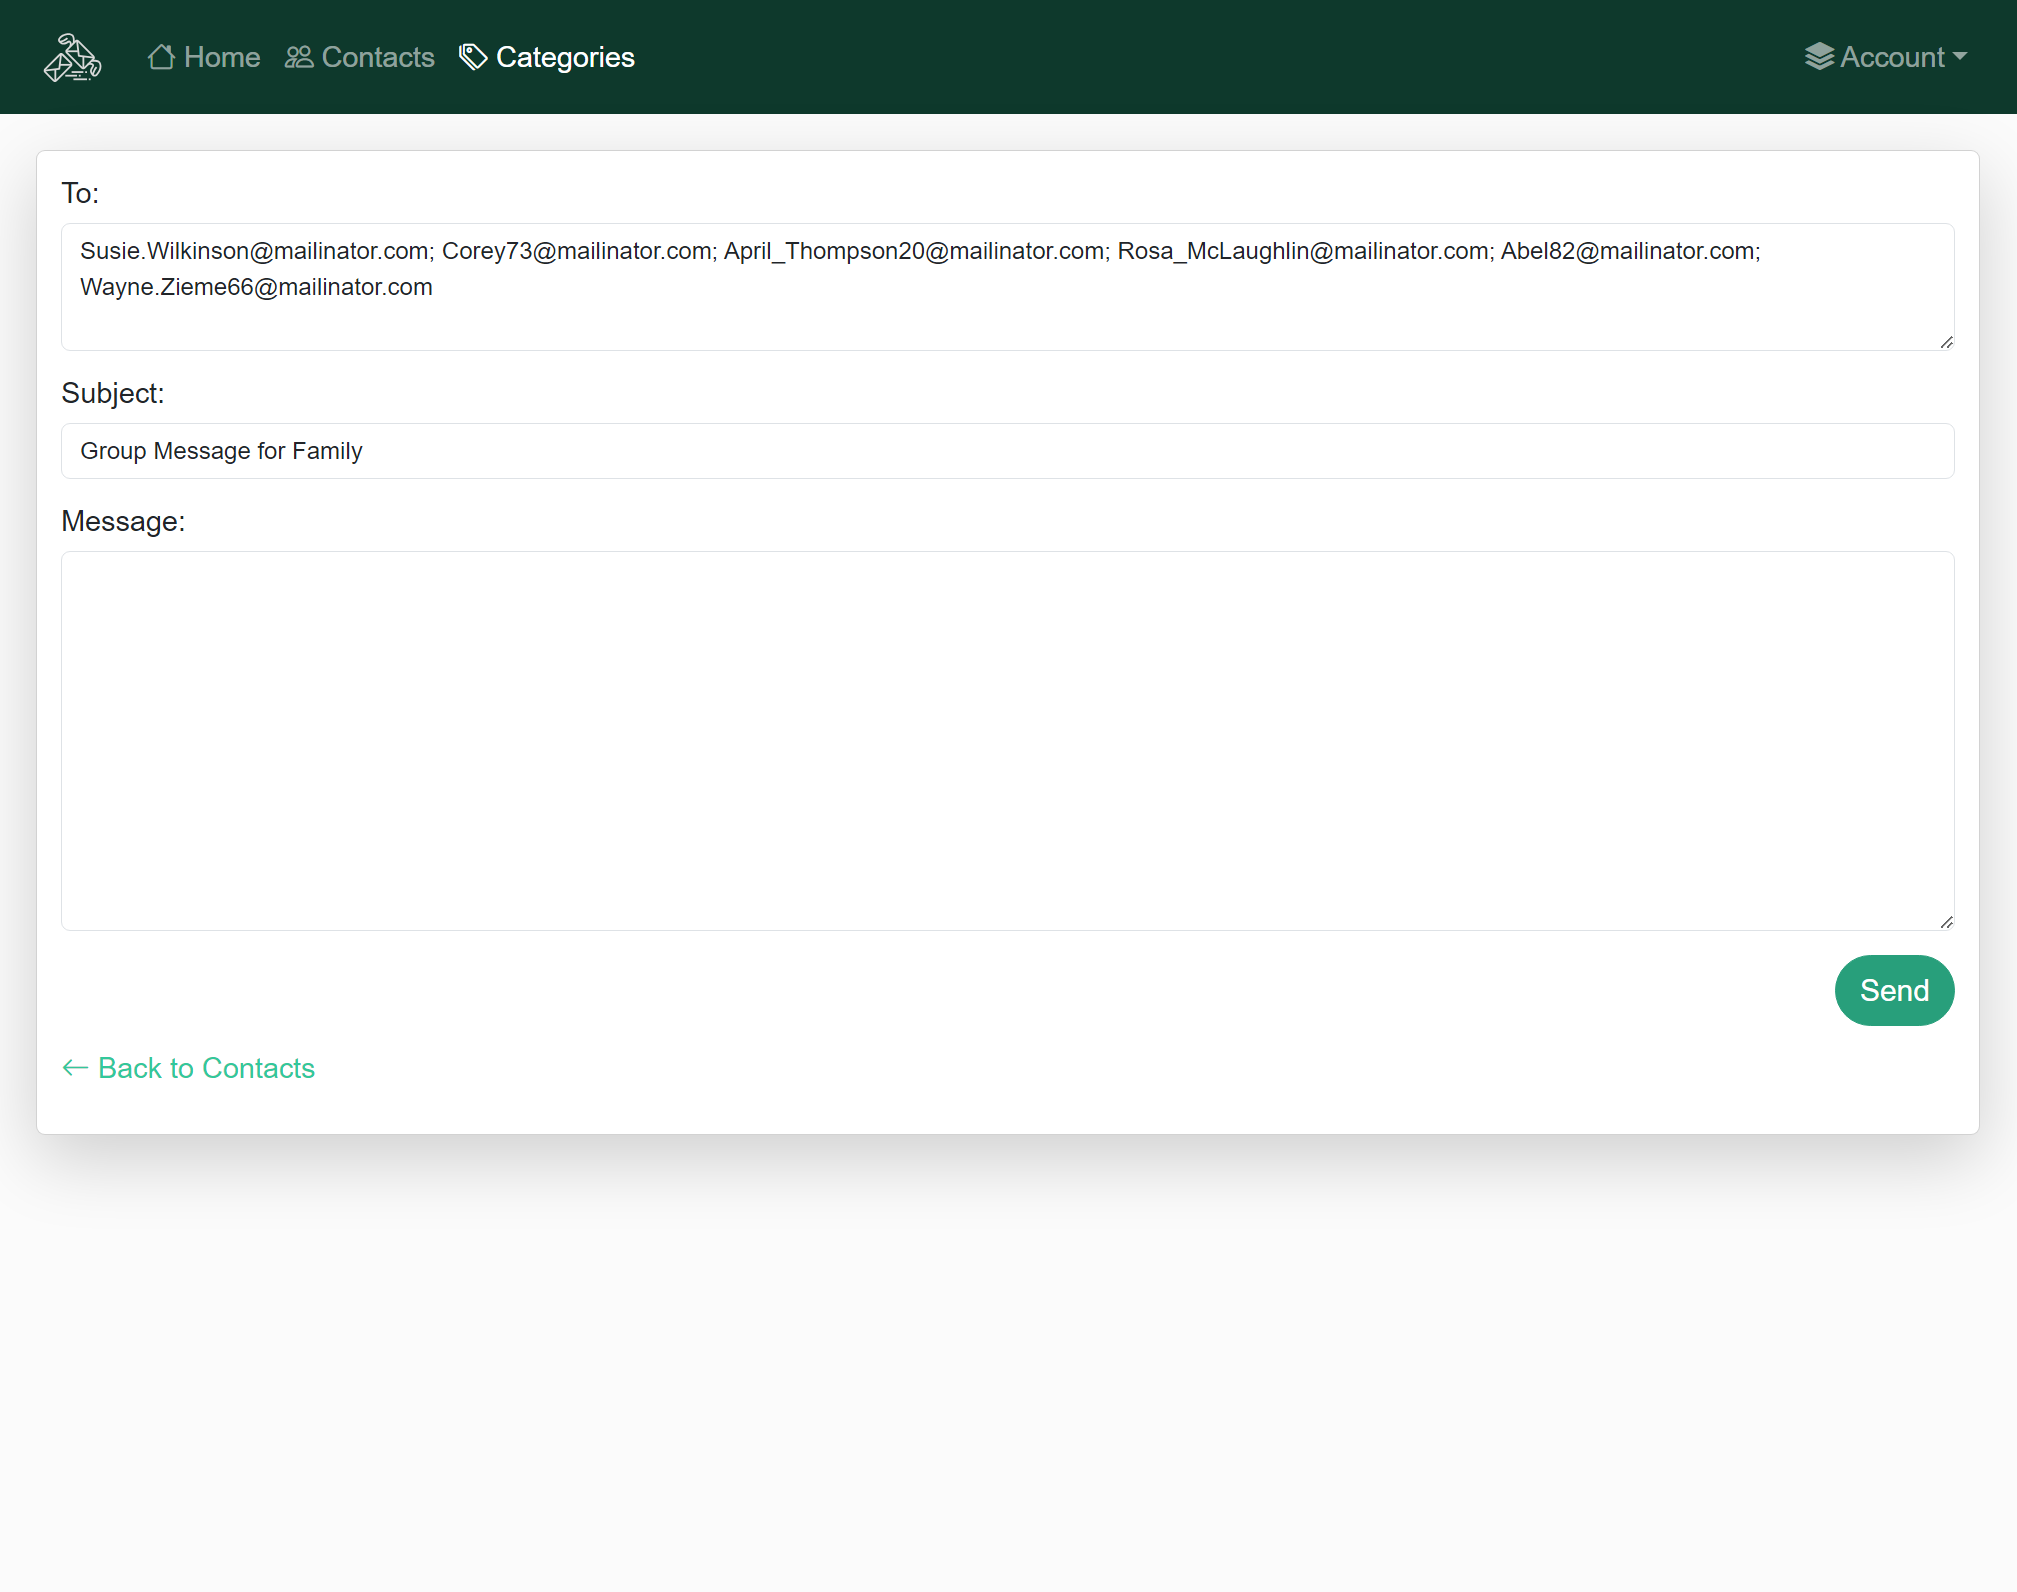 Home Contacts Categories Account
To:
Susie.Wilkinson@mailinator.com; Corey73@mailinator.com; April_Thompson20@mailinator.com; Rosa_McLaughlin@mailinator.com; Abel82@mailinator.com;
Wayne.Zieme66@mailinator.com
Subject:
Group Message for Family
Message:
Send
Back to Contacts